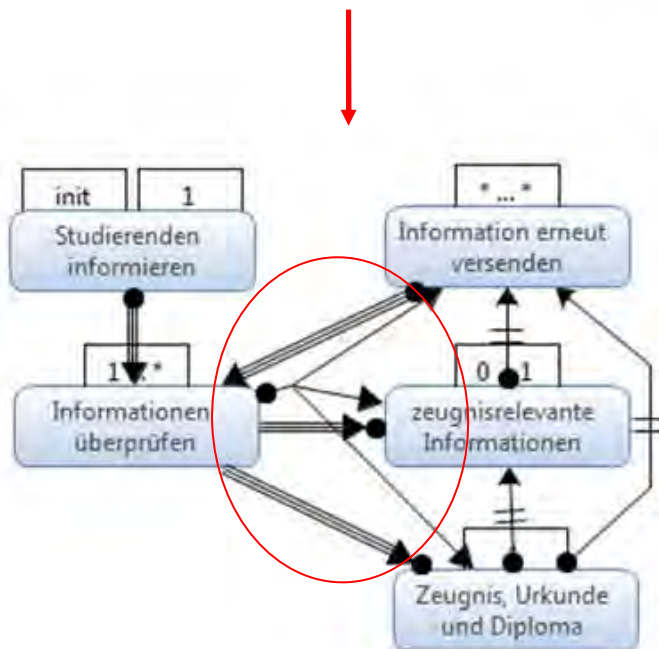 init
1
Studierenden
informieren
* ... *
Information erneut
versenden
1 .. *
Informationen
überprüfen
0 1
zeugnisrelevante
Informationen
Zeugnis, Urkunde
und Diploma